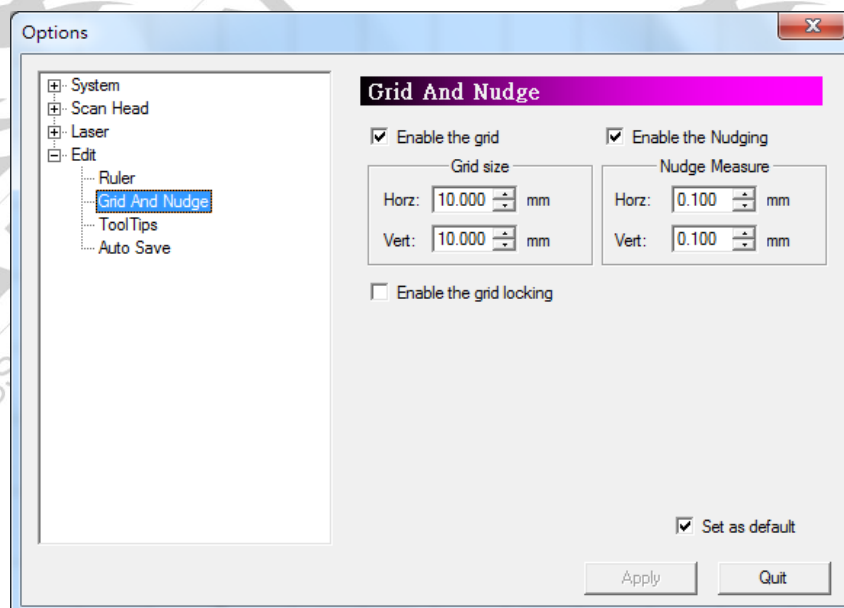 Options
System
Scan Head
Laser
Edit
Ruler
Grid And Nudge
ToolTips
Auto Save
Grid And Nudge
Enable the grid
Enable the Nudging
Grid size
Nudge Measure
Horz: 10.000 mm
Horz: 0.100 mm
Vert: 10.000 mm
Vert: 0.100 mm
Enable the grid locking
Set as default
Apply
Quit